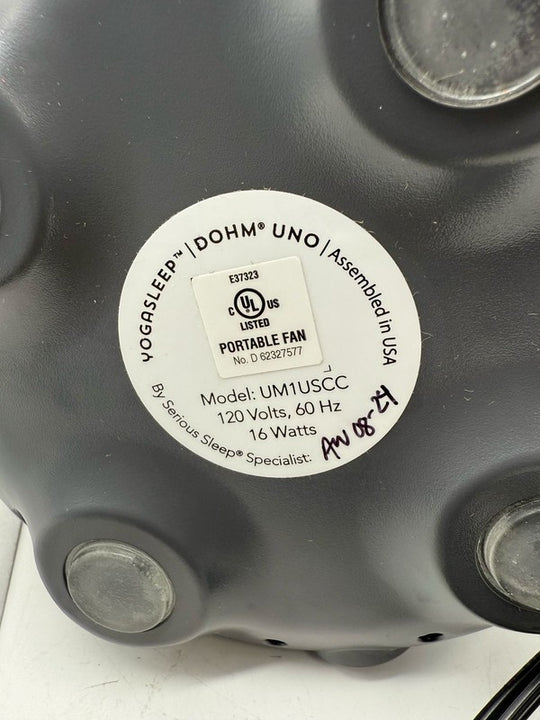 YOGASLEEP™ | DOHM® UNO | Assembled in USA
E37323
C UL® US
LISTED
PORTABLE FAN
No. D 62327577
Model: UM1USCC
120 Volts, 60 Hz
16 Watts
By Serious Sleep® Specialist: AW 08-24